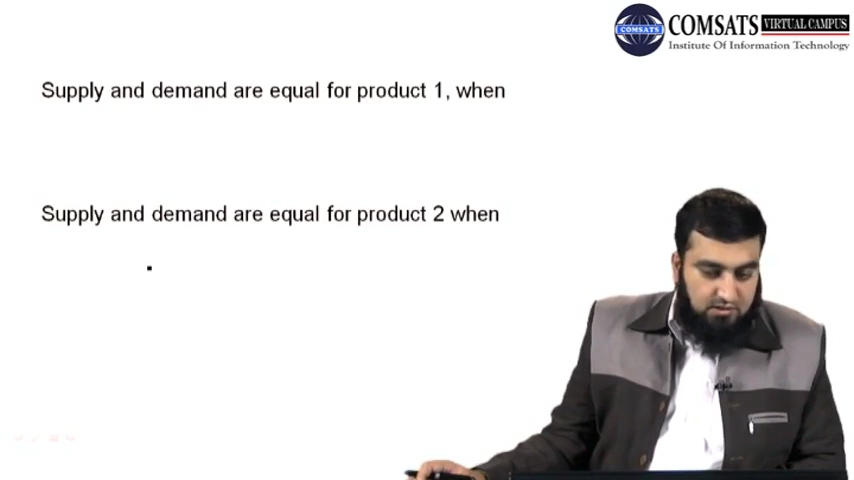 COMSATS VIRTUAL CAMPUS
COMSATS
Institute Of Information Technology
Supply and demand are equal for product 1, when
Supply and demand are equal for product 2 when